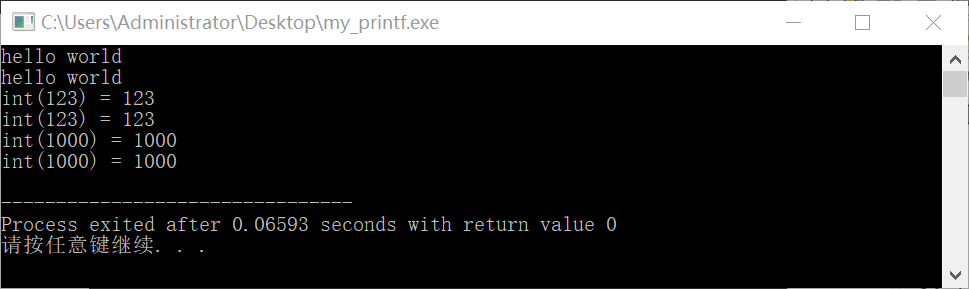 C:\Users\Administrator\Desktop\my_printf.exe
hello world
hello world
int(123) = 123
int(123) = 123
int(1000) = 1000
int(1000) = 1000
--------------------------------
Process exited after 0.06593 seconds with return value 0
请按任意键继续. . .